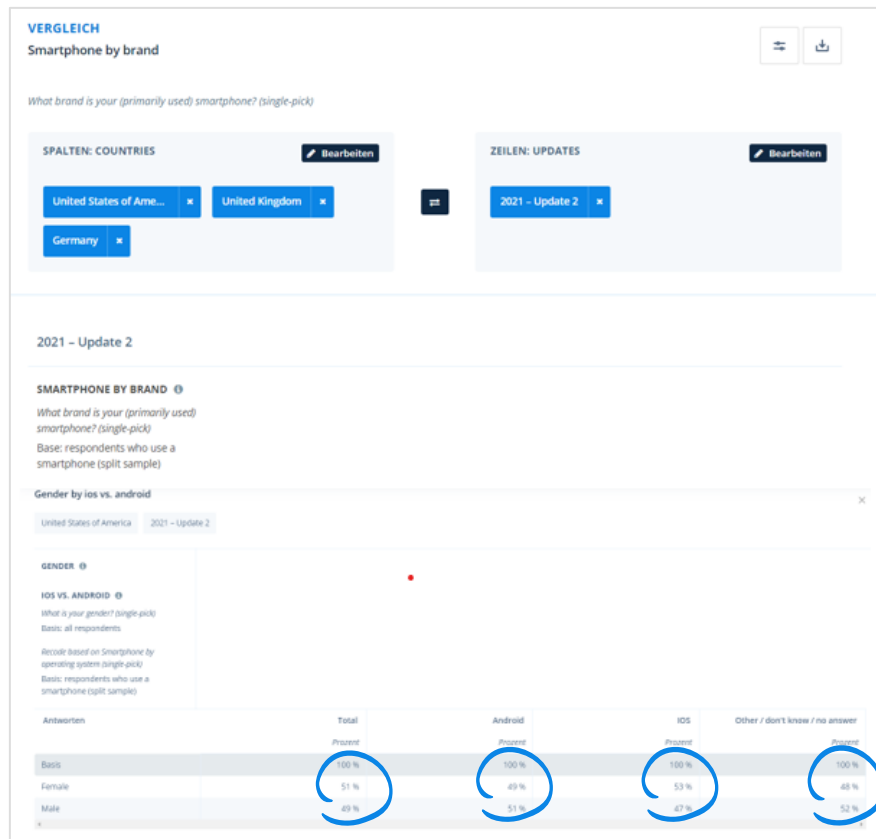 VERGLEICH
Smartphone by brand
What brand is your (primarily used) smartphone? (single-pick)
SPALTEN: COUNTRIES
Bearbeiten
United States of Ame... ×
United Kingdom ×
Germany ×
ZEILEN: UPDATES
Bearbeiten
2021 – Update 2 ×
2021 – Update 2
SMARTPHONE BY BRAND
What brand is your (primarily used)
smartphone? (single-pick)
Base: respondents who use a
smartphone (split sample)
Gender by ios vs. android
United States of America 2021 – Update 2
GENDER
IOS VS. ANDROID
What is your gender? (single-pick)
Basis: all respondents
Recode based on Smartphone by
operating system (single-pick)
Basis: respondents who use a
smartphone (split sample)
Antworten Total Android IOS Other / don't know / no answer
Prozent Prozent Prozent Prozent
Basis 100 % 100 % 100 % 100 %
Female 51 % 49 % 53 % 48 %
Male 49 % 51 % 47 % 52 %